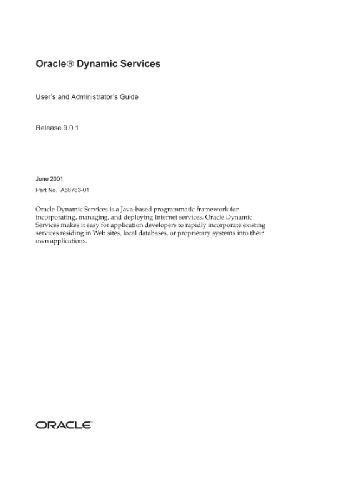 Oracle® Dynamic Services
User's and Administrator's Guide
Release 9.0.1
June 2001
Part No.
Oracle Dynamic Services is a Java-based programmatic framework for
incorporating, managing, and deploying Internet services. Oracle Dynamic
Services makes it easy for application developers to rapidly incorporate existing
services residing in Web sites, local databases, or proprietary systems into their
own applications.
ORACLE®